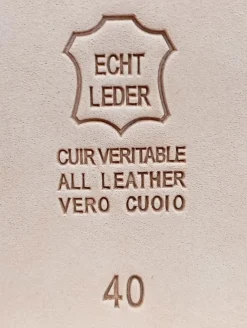 ECHT
LEDER
CUIR VERITABLE
ALL LEATHER
VERO CUOIO
40